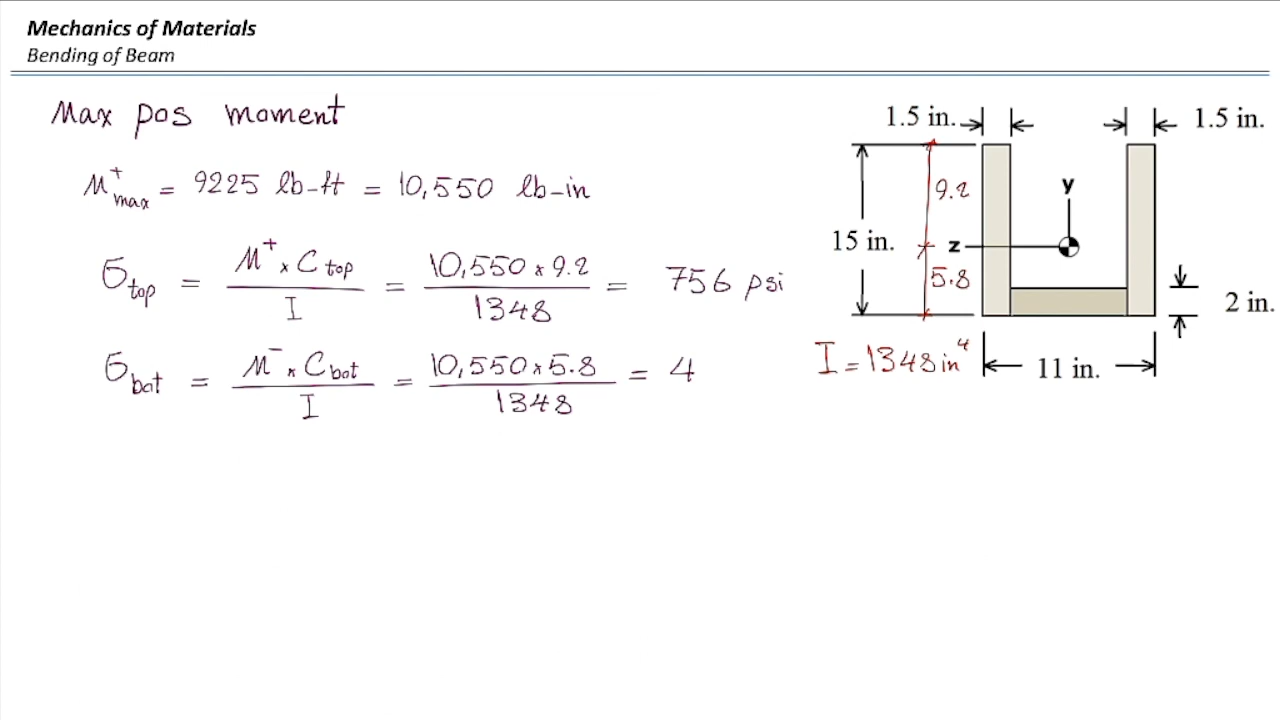 Mechanics of Materials
Bending of Beam
Max pos moment
M⁺max = 9225 lb-ft = 10,550 lb-in
σtop = M⁺ × Ctop / I = 10,550 × 9.2 / 1348 = 756 psi
σbot = M⁻ × Cbot / I = 10,550 × 5.8 / 1348 = 4
1.5 in. 1.5 in.
9.2
y
15 in. z
5.8
2 in.
I = 1348 in⁴
11 in.